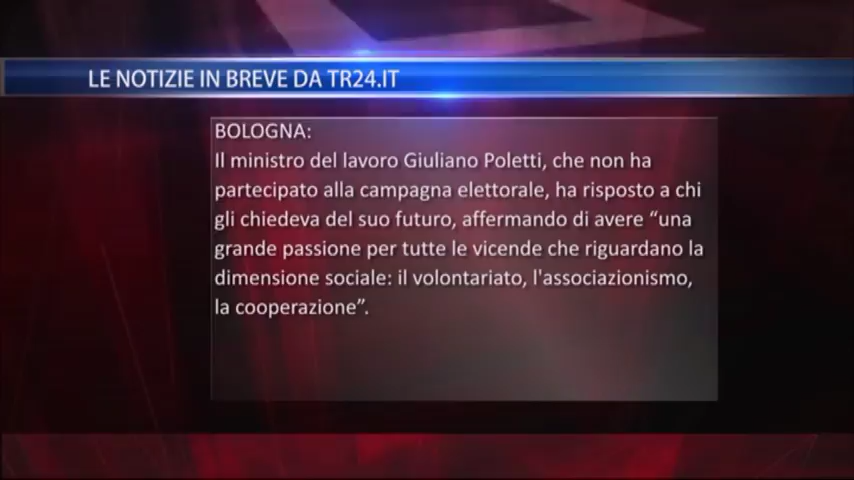 LE NOTIZIE IN BREVE DA TR24.IT
BOLOGNA:
Il ministro del lavoro Giuliano Poletti, che non ha
partecipato alla campagna elettorale, ha risposto a chi
gli chiedeva del suo futuro, affermando di avere “una
grande passione per tutte le vicende che riguardano la
dimensione sociale: il volontariato, l'associazionismo,
la cooperazione”.